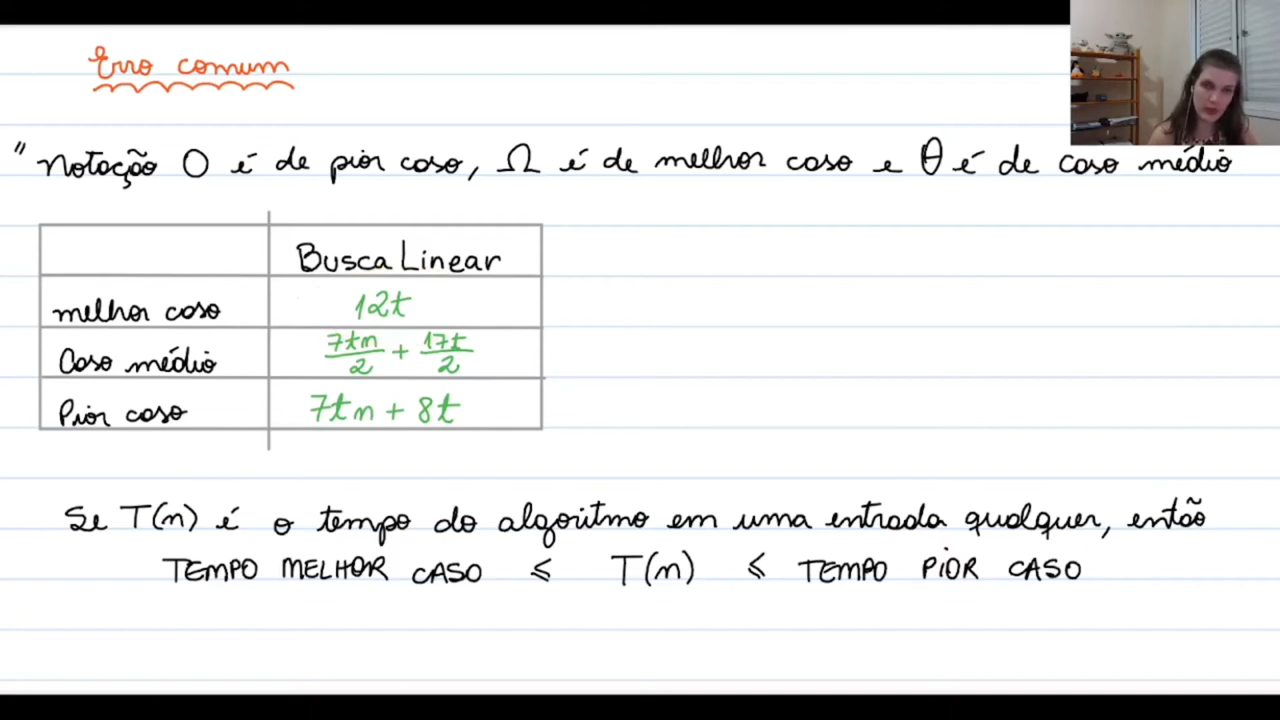 Erro comum
"Notação O é de pior caso, Ω é de melhor caso e θ é de caso médio
Busca Linear
melhor caso 12t
Caso médio 7tn/2 + 17t/2
Pior caso 7tn + 8t
Se T(n) é o tempo do algoritmo em uma entrada qualquer, então
TEMPO MELHOR CASO ≤ T(n) ≤ TEMPO PIOR CASO